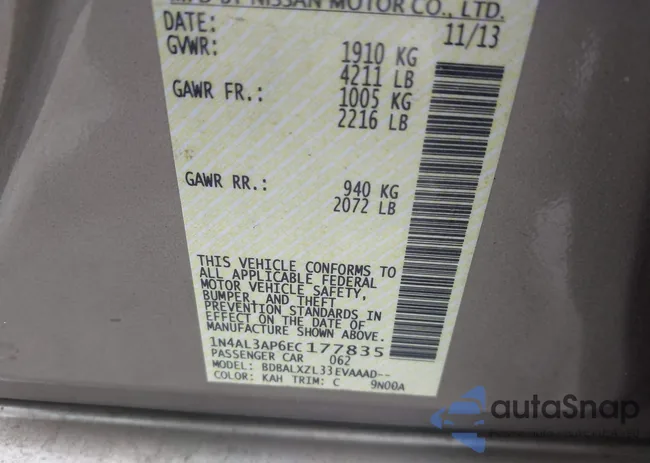 MFD BY NISSAN MOTOR CO., LTD.
DATE: 11/13
GVWR: 1910 KG
4211 LB
GAWR FR.: 1005 KG
2216 LB
GAWR RR.: 940 KG
2072 LB
THIS VEHICLE CONFORMS TO
ALL APPLICABLE FEDERAL
MOTOR VEHICLE SAFETY,
BUMPER, AND THEFT
PREVENTION STANDARDS IN
EFFECT ON THE DATE OF
MANUFACTURE SHOWN ABOVE.
1N4AL3AP6EC177835
PASSENGER CAR 062
MODEL: BDBALXZL33EVAAAD--
COLOR: KAH TRIM: C 9N00A
autaSnap